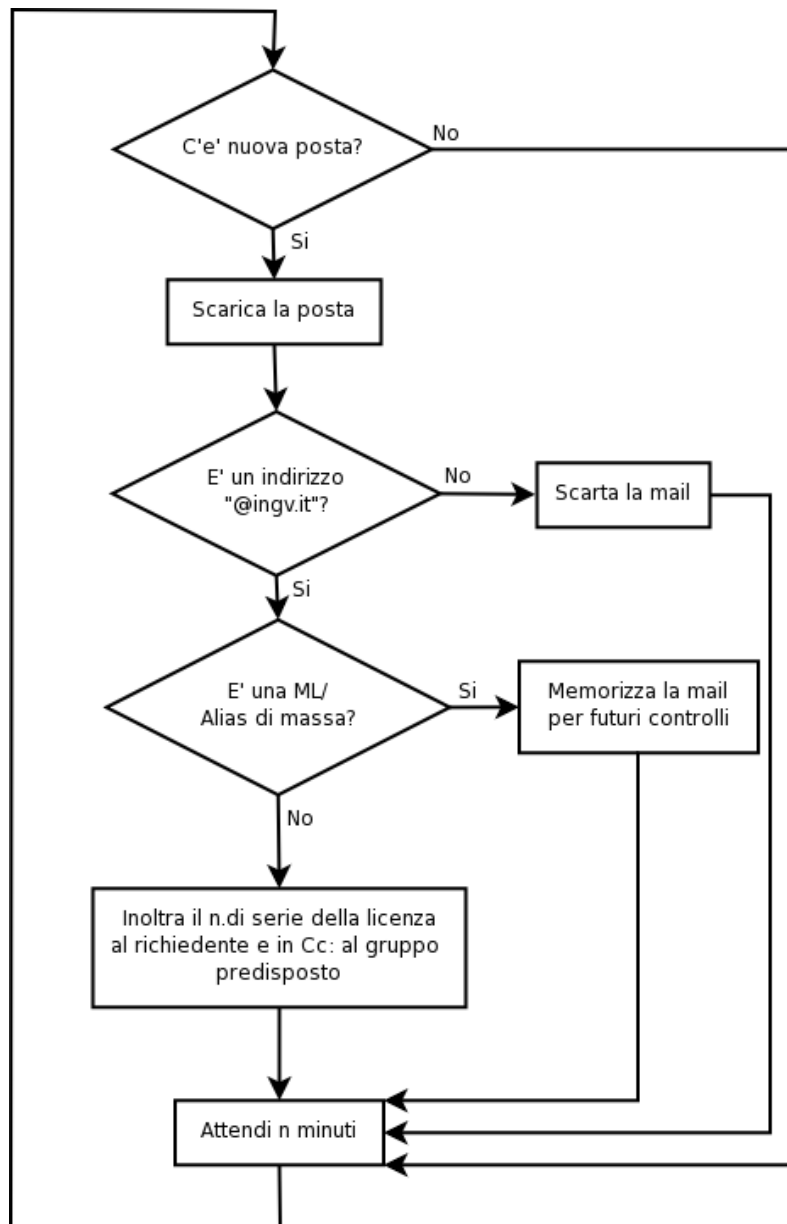 C'e' nuova posta?
No
Si
Scarica la posta
E' un indirizzo
"@ingv.it"?
No
Scarta la mail
Si
E' una ML/
Alias di massa?
Si
Memorizza la mail
per futuri controlli
No
Inoltra il n.di serie della licenza
al richiedente e in Cc: al gruppo
predisposto
Attendi n minuti